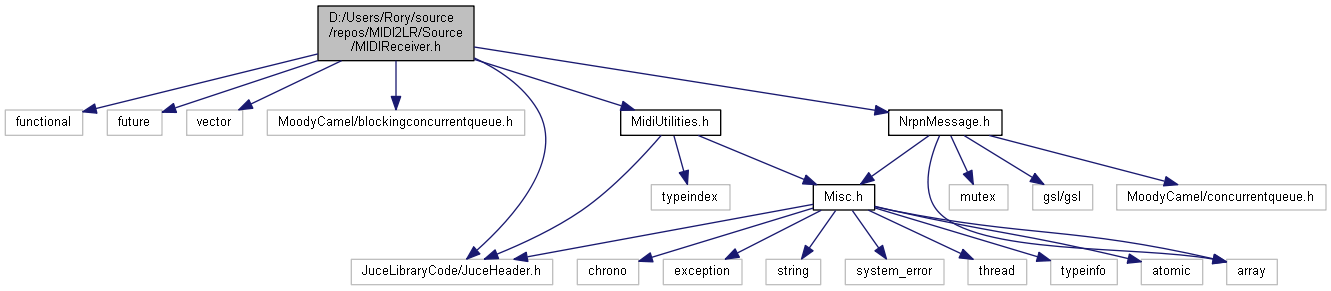 D:/Users/Rory/source
/repos/MIDI2LR/Source
/MIDIReceiver.h
functional
future
vector
MoodyCamel/blockingconcurrentqueue.h
MidiUtilities.h
NrpnMessage.h
typeindex
Misc.h
mutex
gsl/gsl
MoodyCamel/concurrentqueue.h
JuceLibraryCode/JuceHeader.h
chrono
exception
string
system_error
thread
typeinfo
atomic
array